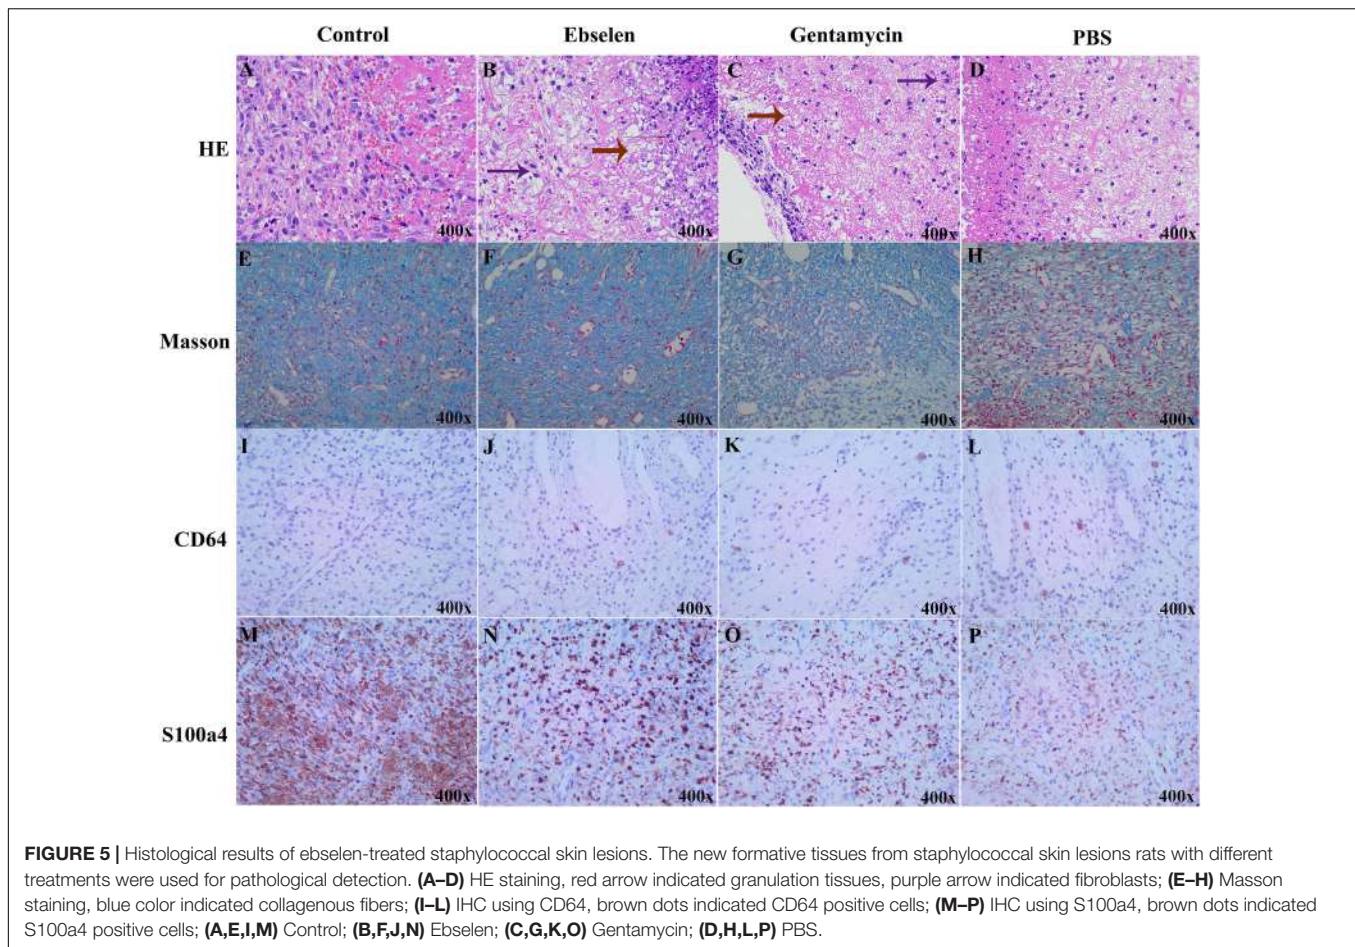 Control Ebselen Gentamycin PBS
HE A B C D
400x 400x 400x 400x
Masson E F G H
400x 400x 400x 400x
CD64 I J K L
400x 400x 400x 400x
S100a4 M N O P
400x 400x 400x 400x
FIGURE 5 | Histological results of ebselen-treated staphylococcal skin lesions. The new formative tissues from staphylococcal skin lesions rats with different
treatments were used for pathological detection. (A–D) HE staining, red arrow indicated granulation tissues, purple arrow indicated fibroblasts; (E–H) Masson
staining, blue color indicated collagenous fibers; (I–L) IHC using CD64, brown dots indicated CD64 positive cells; (M–P) IHC using S100a4, brown dots indicated
S100a4 positive cells; (A,E,I,M) Control; (B,F,J,N) Ebselen; (C,G,K,O) Gentamycin; (D,H,L,P) PBS.